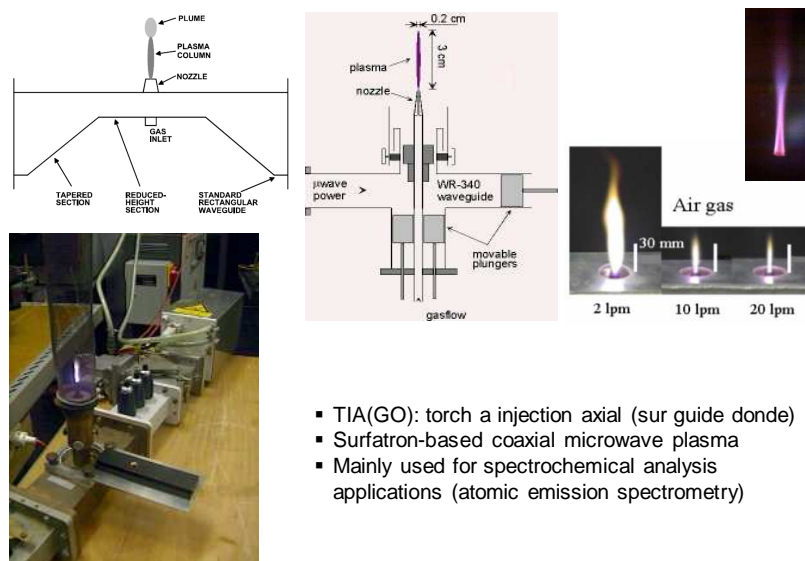 PLUME
PLASMA
COLUMN
NOZZLE
GAS
INLET
TAPERED
SECTION
REDUCED-
HEIGHT
SECTION
STANDARD
RECTANGULAR
WAVEGUIDE
0.2 cm
3 cm
plasma
nozzle
µwave
power
WR-340
waveguide
movable
plungers
gasflow
Air gas
30 mm
2 lpm
10 lpm
20 lpm
▪ TIA(GO): torch a injection axial (sur guide donde)
▪ Surfatron-based coaxial microwave plasma
▪ Mainly used for spectrochemical analysis
applications (atomic emission spectrometry)